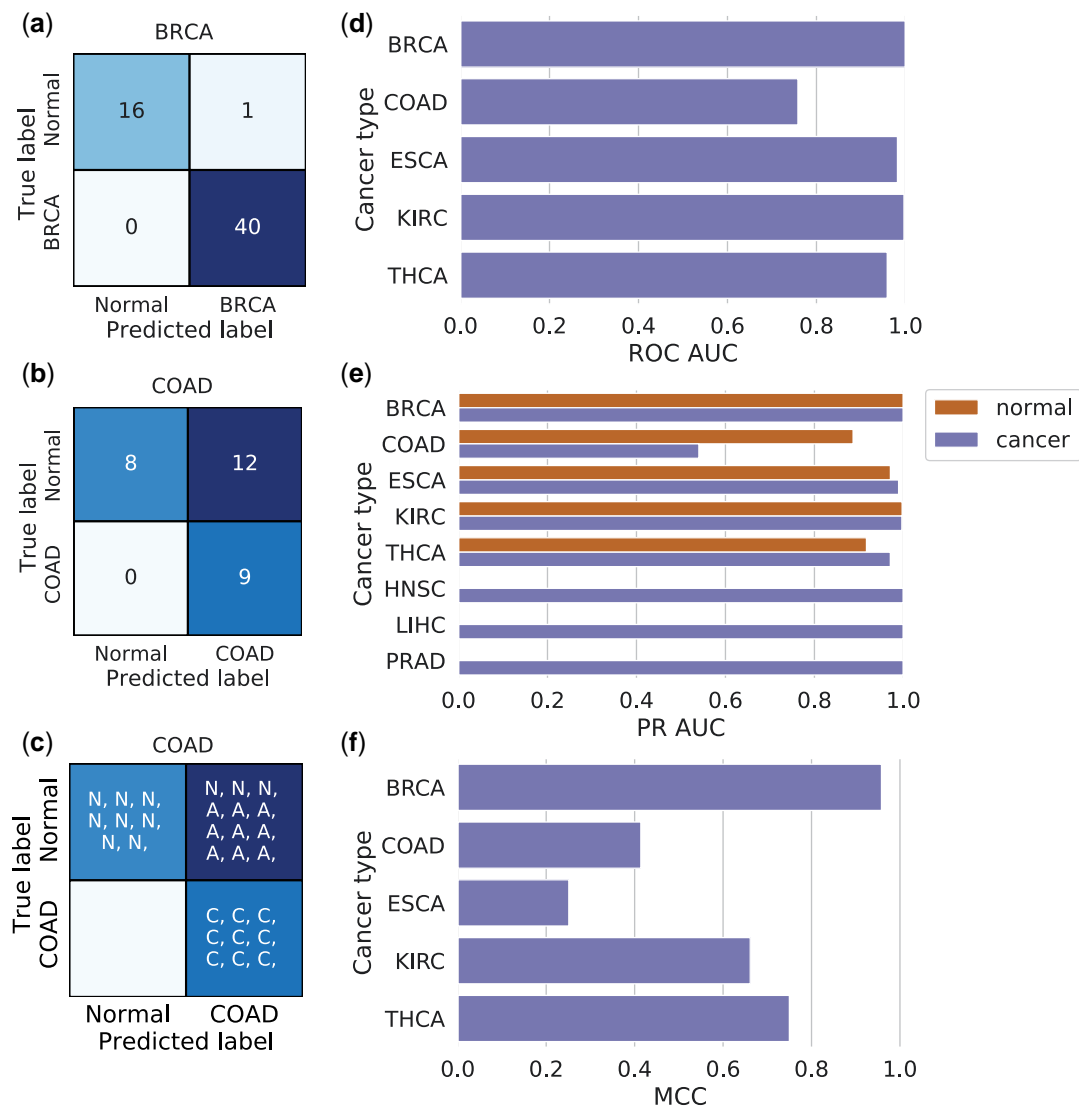 (a)
BRCA
True label
Normal
BRCA
16
1
0
40
Normal
BRCA
Predicted label
(b)
COAD
True label
Normal
COAD
8
12
0
9
Normal
COAD
Predicted label
(c)
COAD
True label
Normal
COAD
N, N, N,
N, N, N,
N, N,
N, N, N,
A, A, A,
A, A, A,
A, A, A,
C, C, C,
C, C, C,
C, C, C,
Normal
COAD
Predicted label
(d)
Cancer type
BRCA
COAD
ESCA
KIRC
THCA
0.0 0.2 0.4 0.6 0.8 1.0
ROC AUC
(e)
Cancer type
BRCA
COAD
ESCA
KIRC
THCA
HNSC
LIHC
PRAD
0.0 0.2 0.4 0.6 0.8 1.0
PR AUC
normal
cancer
(f)
Cancer type
BRCA
COAD
ESCA
KIRC
THCA
0.0 0.2 0.4 0.6 0.8 1.0
MCC